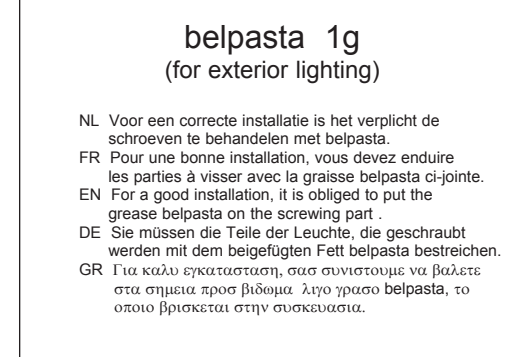 belpasta 1g
(for exterior lighting)
NL Voor een correcte installatie is het verplicht de
schroeven te behandelen met belpasta.
FR Pour une bonne installation, vous devez enduire
les parties à visser avec la graisse belpasta ci-jointe.
EN For a good installation, it is obliged to put the
grease belpasta on the screwing part .
DE Sie müssen die Teile der Leuchte, die geschraubt
werden mit dem beigefügten Fett belpasta bestreichen.
GR Για καλυ εγκατασταση, σασ συνιστουμε να βαλετε
στα σημεια προσ βιδωμα λιγο γρασο belpasta, το
οποιο βρισκεται στην συσκευασια.